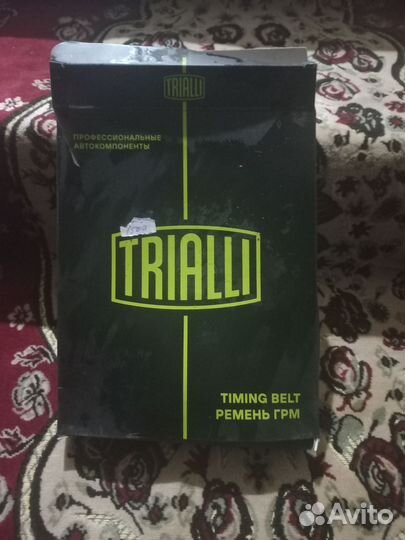 TRIALLI
ПРОФЕССИОНАЛЬНЫЕ
АВТОКОМПОНЕНТЫ
TRIALLI
TIMING BELT
РЕМЕНЬ ГРМ
Avito